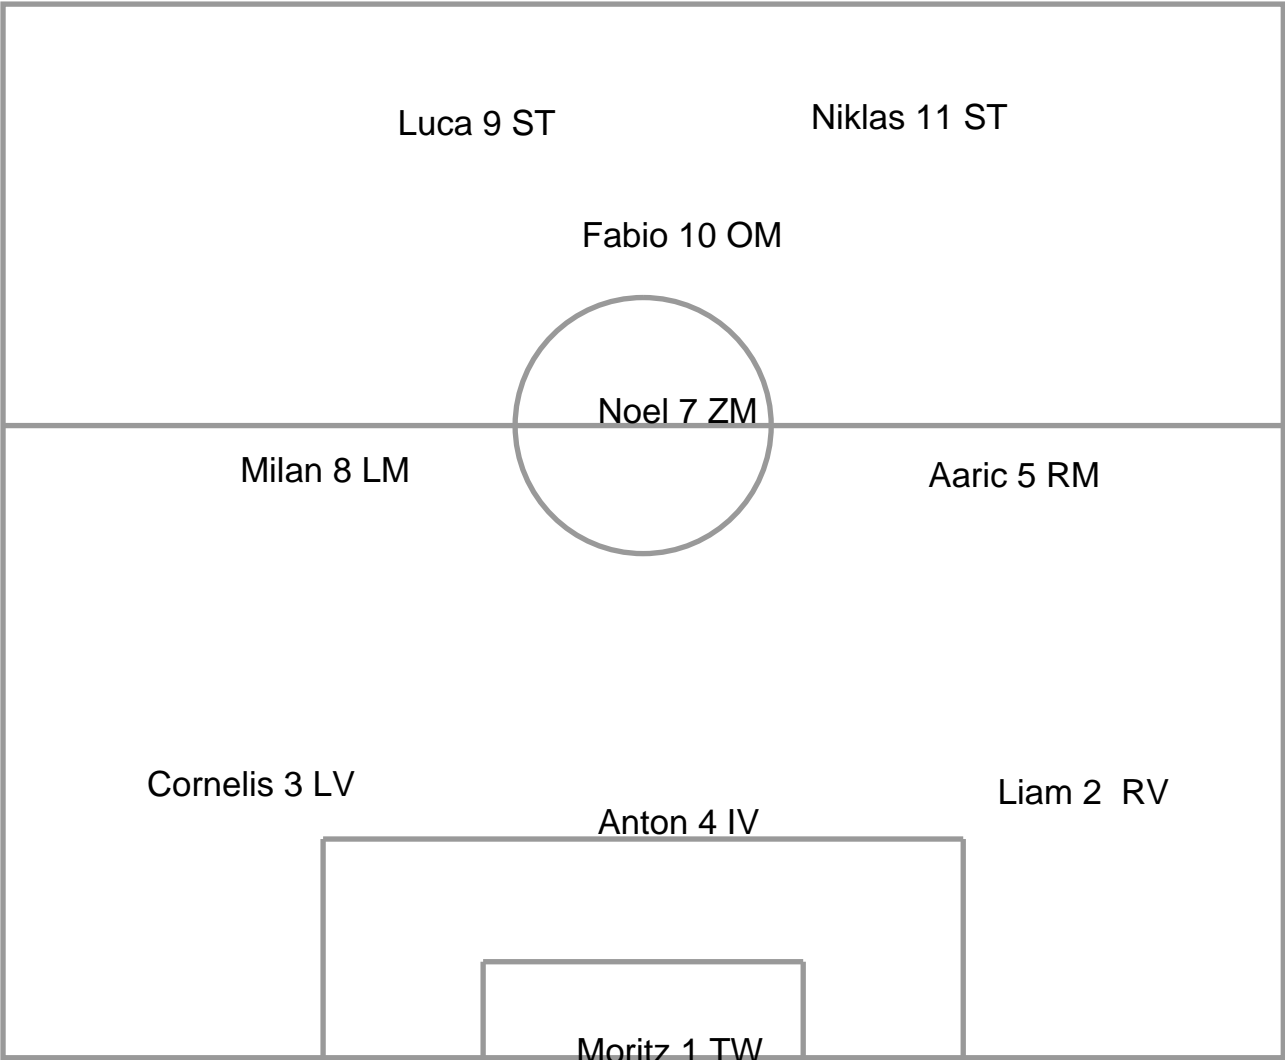 Luca 9 ST
Niklas 11 ST
Fabio 10 OM
Noel 7 ZM
Milan 8 LM
Aaric 5 RM
Cornelis 3 LV
Liam 2  RV
Anton 4 IV
Moritz 1 TW